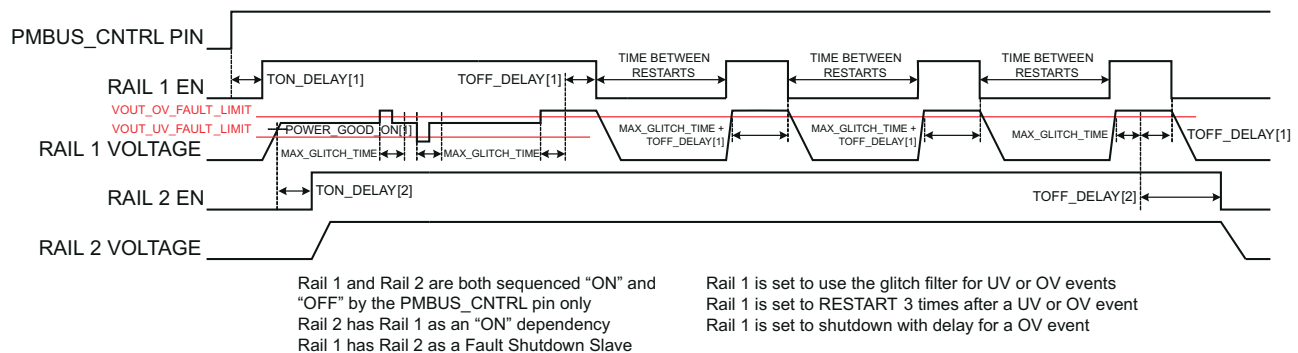 PMBUS_CNTRL PIN
RAIL 1 EN
TON_DELAY[1]
TOFF_DELAY[1]
TIME BETWEEN
RESTARTS
TIME BETWEEN
RESTARTS
TIME BETWEEN
RESTARTS
VOUT_OV_FAULT_LIMIT
VOUT_UV_FAULT_LIMIT
POWER_GOOD_ON[1]
RAIL 1 VOLTAGE
MAX_GLITCH_TIME
MAX_GLITCH_TIME
MAX_GLITCH_TIME +
TOFF_DELAY[1]
MAX_GLITCH_TIME +
TOFF_DELAY[1]
MAX_GLITCH_TIME
TOFF_DELAY[1]
RAIL 2 EN
TON_DELAY[2]
TOFF_DELAY[2]
RAIL 2 VOLTAGE
Rail 1 and Rail 2 are both sequenced “ON” and
“OFF” by the PMBUS_CNTRL pin only
Rail 2 has Rail 1 as an “ON” dependency
Rail 1 has Rail 2 as a Fault Shutdown Slave
Rail 1 is set to use the glitch filter for UV or OV events
Rail 1 is set to RESTART 3 times after a UV or OV event
Rail 1 is set to shutdown with delay for a OV event